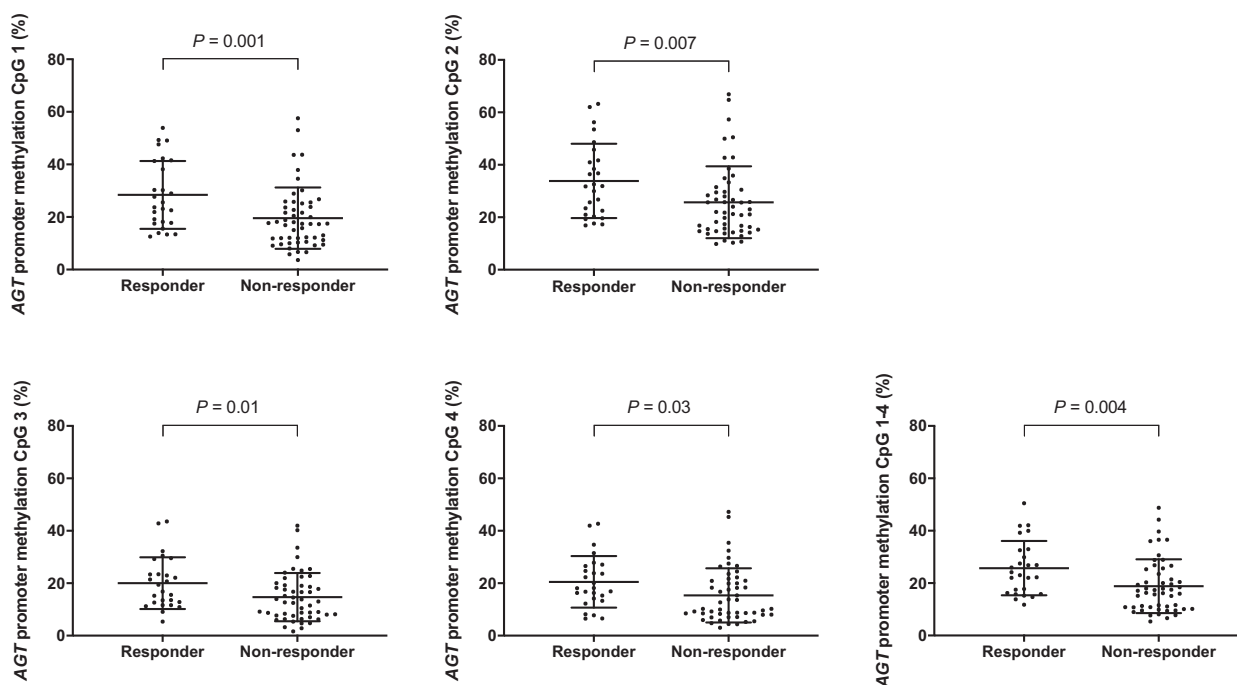 AGT promoter methylation CpG 1 (%)
P = 0.001
80
60
40
20
0
Responder
Non-responder
AGT promoter methylation CpG 2 (%)
P = 0.007
80
60
40
20
0
Responder
Non-responder
AGT promoter methylation CpG 3 (%)
P = 0.01
80
60
40
20
0
Responder
Non-responder
AGT promoter methylation CpG 4 (%)
P = 0.03
80
60
40
20
0
Responder
Non-responder
AGT promoter methylation CpG 1-4 (%)
P = 0.004
80
60
40
20
0
Responder
Non-responder